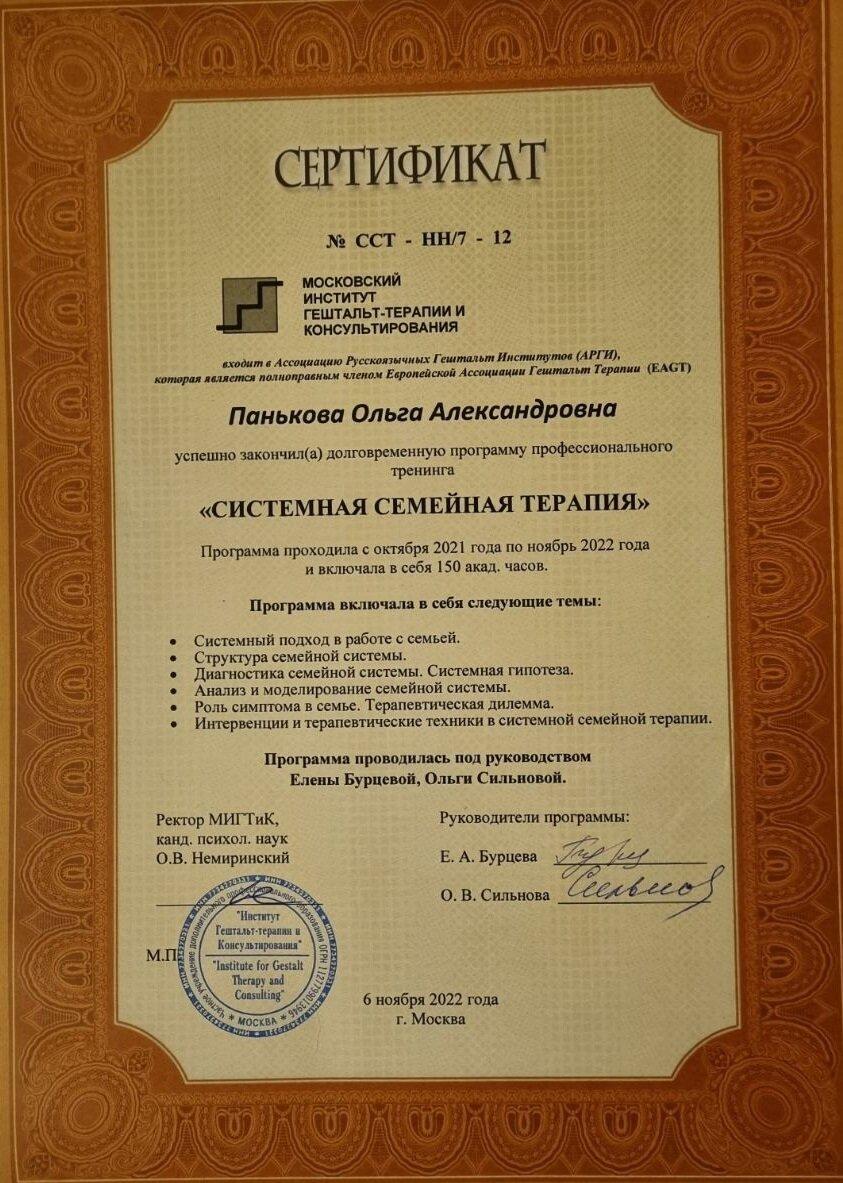 СЕРТИФИКАТ
№ ССТ - НН/7 - 12
МОСКОВСКИЙ
ИНСТИТУТ
ГЕШТАЛЬТ-ТЕРАПИИ И
КОНСУЛЬТИРОВАНИЯ
входит в Ассоциацию Русскоязычных Гештальт Институтов (АРГИ),
которая является полноправным членом Европейской Ассоциации Гештальт Терапии (EAGT)
Панькова Ольга Александровна
успешно закончил(а) долговременную программу профессионального
тренинга
«СИСТЕМНАЯ СЕМЕЙНАЯ ТЕРАПИЯ»
Программа проходила с октября 2021 года по ноябрь 2022 года
и включала в себя 150 акад. часов.
Программа включала в себя следующие темы:
• Системный подход в работе с семьей.
• Структура семейной системы.
• Диагностика семейной системы. Системная гипотеза.
• Анализ и моделирование семейной системы.
• Роль симптома в семье. Терапевтическая дилемма.
• Интервенции и терапевтические техники в системной семейной терапии.
Программа проводилась под руководством
Елены Бурцевой, Ольги Сильновой.
Ректор МИГТиК,
канд. психол. наук
О.В. Немиринский
Руководители программы:
Е. А. Бурцева
О. В. Сильнова
М.П.
Частное учреждение дополнительного профессионального образования
"Институт
Гештальт-терапии и
Консультирования"
"Institute for Gestalt
Therapy and
Consulting"
* МОСКВА *
6 ноября 2022 года
г. Москва